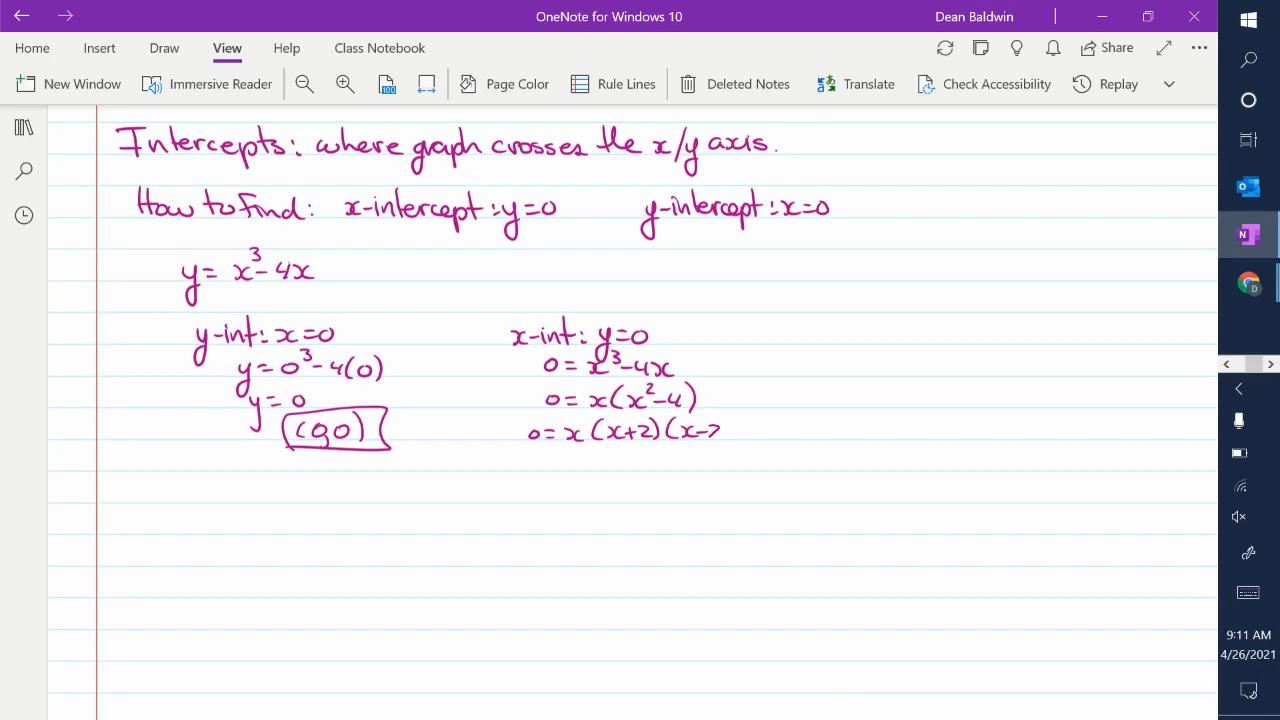 OneNote for Windows 10
Dean Baldwin
Home Insert Draw View Help Class Notebook
Share
New Window Immersive Reader Page Color Rule Lines Deleted Notes Translate Check Accessibility Replay
Intercepts: where graph crosses the x/y axis.
How to find: x-intercept: y=0 y-intercept: x=0
y = x³ - 4x
y-int: x=0
y = 0³ - 4(0)
y = 0
(0,0)
x-int: y=0
0 = x³ - 4x
0 = x(x² - 4)
0 = x(x+2)(x-2
9:11 AM
4/26/2021